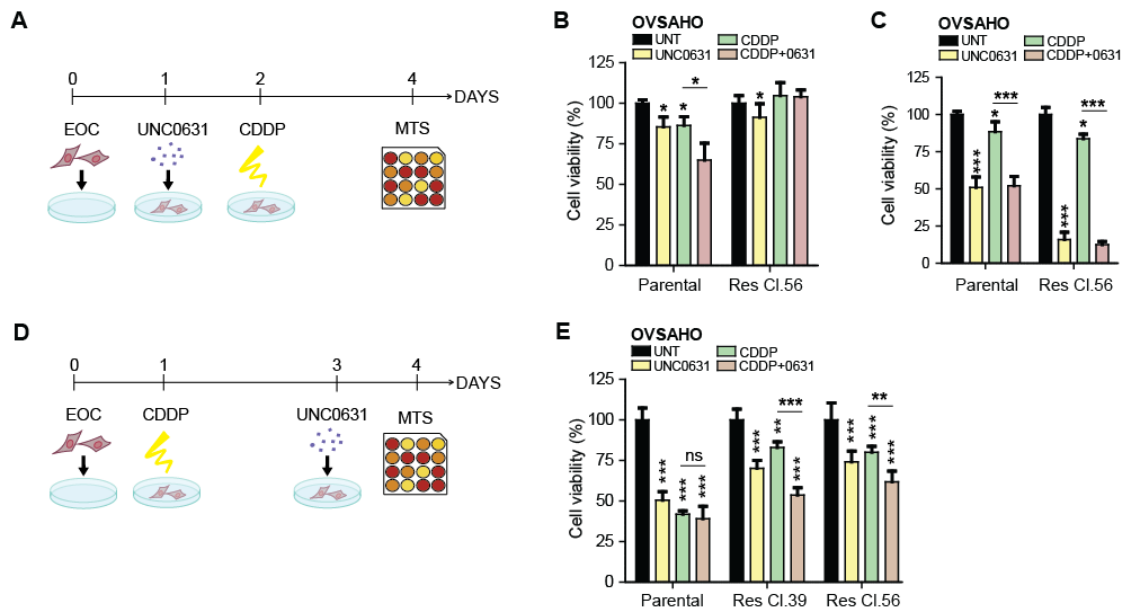 A
0 1 2 4
DAYS
EOC UNC0631 CDDP MTS
B
OVSAHO
UNT CDDP
UNC0631 CDDP+0631
Cell viability (%)
125
100
75
50
25
0
* * * *
Parental Res Cl.56
C
OVSAHO
UNT CDDP
UNC0631 CDDP+0631
Cell viability (%)
125
100
75
50
25
0
*** * *** *** * ***
Parental Res Cl.56
D
0 1 3 4
DAYS
EOC CDDP UNC0631 MTS
E
OVSAHO
UNT CDDP
UNC0631 CDDP+0631
Cell viability (%)
125
100
75
50
25
0
ns *** **
*** *** *** *** ** *** *** *** ***
Parental Res Cl.39 Res Cl.56